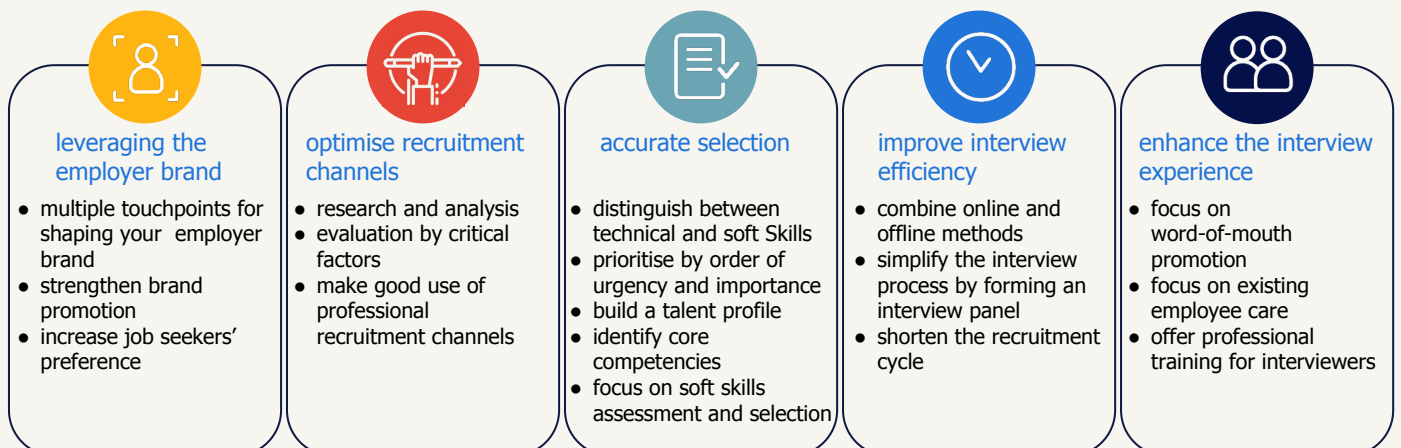 leveraging the
employer brand
● multiple touchpoints for
shaping your  employer
brand
● strengthen brand
promotion
● increase job seekers’
preference
optimise recruitment
channels
● research and analysis
● evaluation by critical
factors
● make good use of
professional
recruitment channels
accurate selection
● distinguish between
technical and soft Skills
● prioritise by order of
urgency and importance
● build a talent profile
● identify core
competencies
● focus on soft skills
assessment and selection
improve interview
efficiency
● combine online and
offline methods
● simplify the interview
process by forming an
interview panel
● shorten the recruitment
cycle
enhance the interview
experience
● focus on
word-of-mouth
promotion
● focus on existing
employee care
● offer professional
training for interviewers